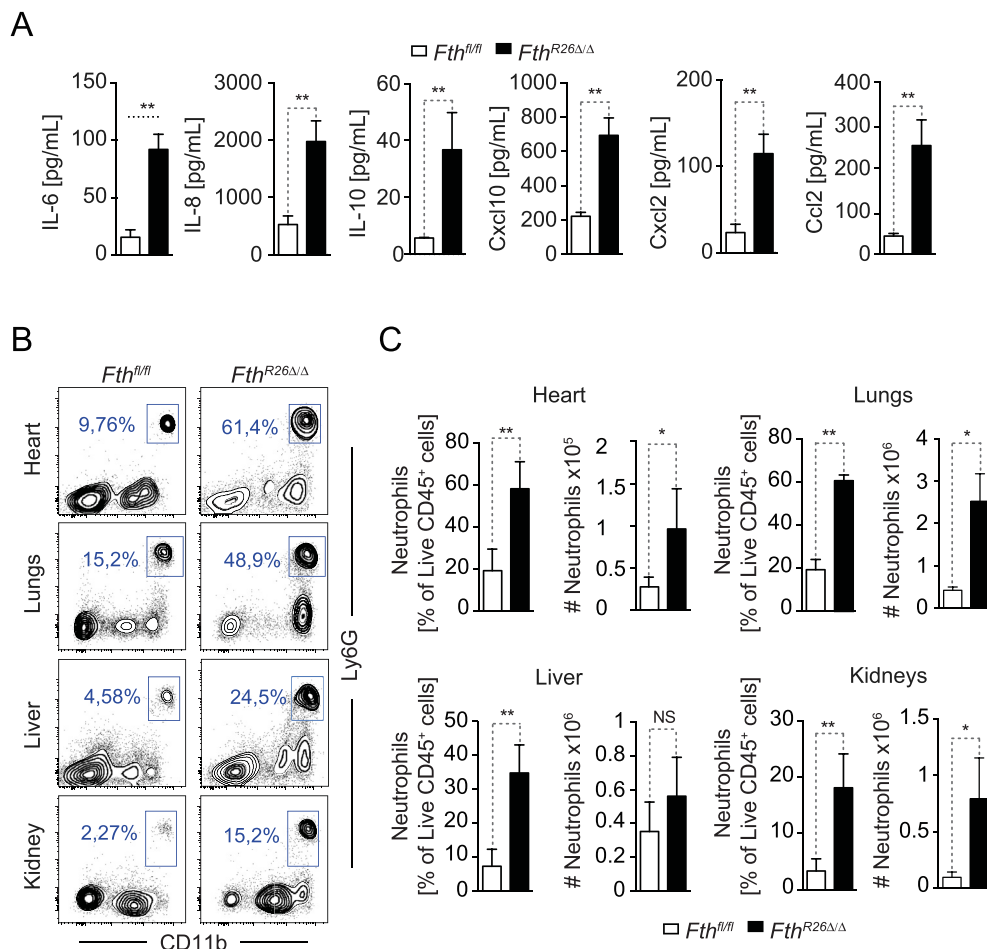 A
Fth^fl/fl Fth^R26Δ/Δ
IL-6 [pg/mL]
150
100
50
0
**
IL-8 [pg/mL]
3000
2000
1000
0
**
IL-10 [pg/mL]
60
40
20
0
**
Cxcl10 [pg/mL]
1000
800
600
400
200
0
**
Cxcl2 [pg/mL]
200
100
0
**
Ccl2 [pg/mL]
400
300
200
100
0
**
B
Fth^fl/fl Fth^R26Δ/Δ
Heart
9,76% 61,4%
Lungs
15,2% 48,9%
Liver
4,58% 24,5%
Kidney
2,27% 15,2%
Ly6G
CD11b
C
Heart
Neutrophils
[% of Live CD45⁺ cells]
80
60
40
20
0
**
# Neutrophils x10⁵
2
1.5
1
0.5
0
*
Lungs
Neutrophils
[% of Live CD45⁺ cells]
80
60
40
20
0
**
# Neutrophils x10⁶
4
3
2
1
0
*
Liver
Neutrophils
[% of Live CD45⁺ cells]
50
40
30
20
10
0
**
# Neutrophils x10⁶
1
0.8
0.6
0.4
0.2
0
NS
Kidneys
Neutrophils
[% of Live CD45⁺ cells]
30
20
10
0
**
# Neutrophils x10⁶
1.5
1
0.5
0
*
Fth^fl/fl Fth^R26Δ/Δ